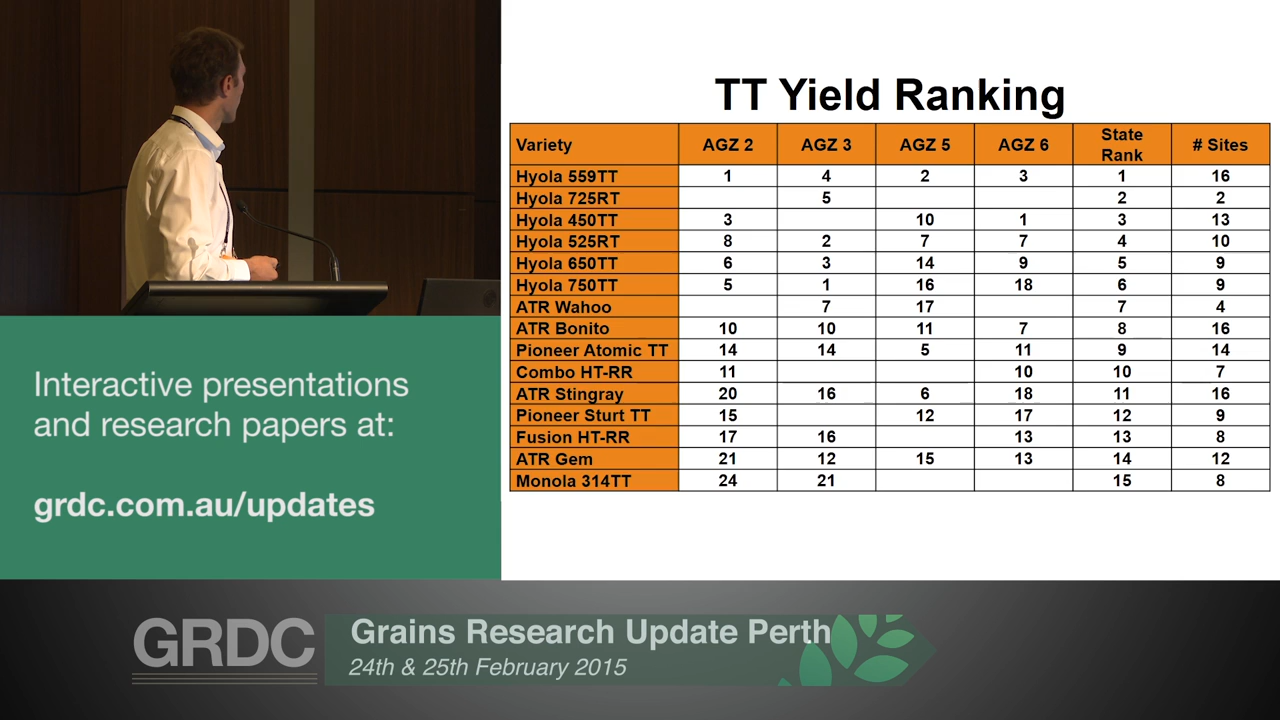 TT Yield Ranking
Variety AGZ 2 AGZ 3 AGZ 5 AGZ 6 State Rank # Sites
Hyola 559TT 1 4 2 3 1 16
Hyola 725RT 5 2 2
Hyola 450TT 3 10 1 3 13
Hyola 525RT 8 2 7 7 4 10
Hyola 650TT 6 3 14 9 5 9
Hyola 750TT 5 1 16 18 6 9
ATR Wahoo 7 17 7 4
ATR Bonito 10 10 11 7 8 16
Pioneer Atomic TT 14 14 5 11 9 14
Combo HT-RR 11 10 10 7
ATR Stingray 20 16 6 18 11 16
Pioneer Sturt TT 15 12 17 12 9
Fusion HT-RR 17 16 13 13 8
ATR Gem 21 12 15 13 14 12
Monola 314TT 24 21 15 8
Interactive presentations
and research papers at:
grdc.com.au/updates
GRDC
Grains Research Update Perth
24th & 25th February 2015